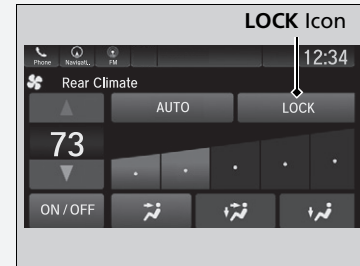 LOCK Icon
Phone Navigati.. FM 12:34
Rear Climate
AUTO LOCK
73
ON / OFF